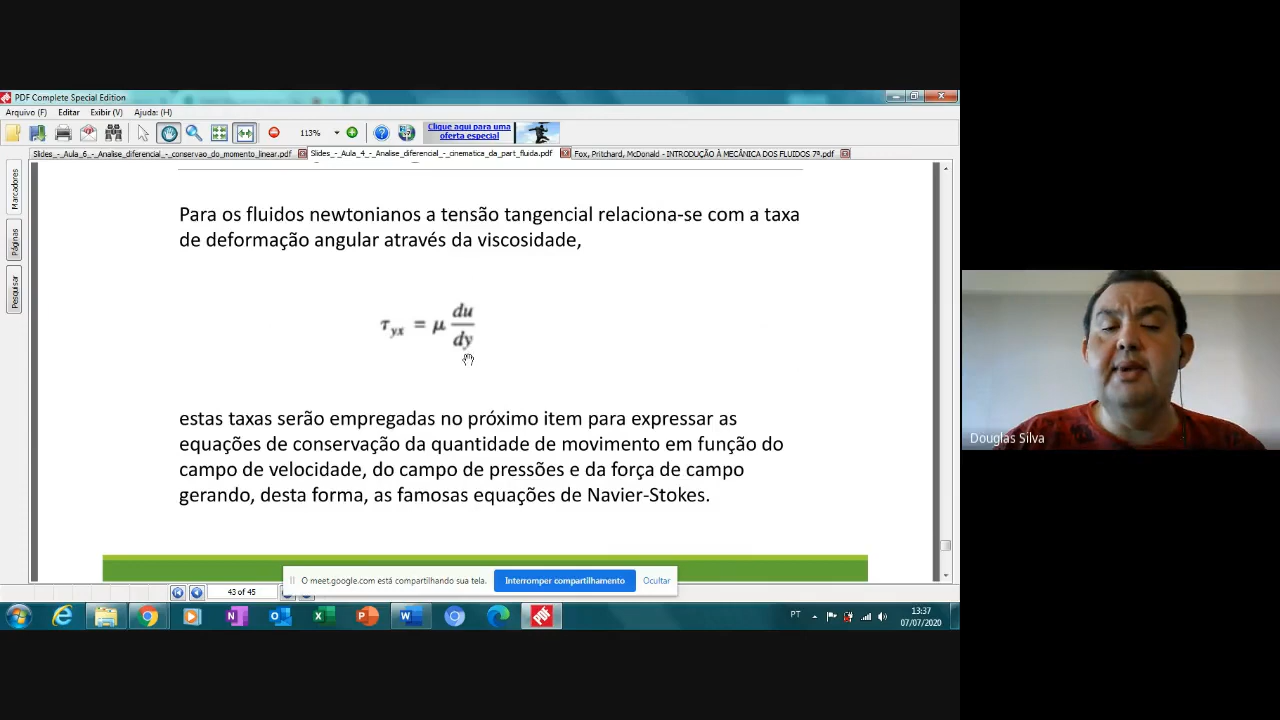 PDF Complete Special Edition
Arquivo (F) Editar Exibir (V) Ajuda: (H)
113% Clique aqui para uma
oferta especial
Slides_-_Aula_6_-_Analise_diferencial_-_conservao_do_momento_linear.pdf Slides_-_Aula_4_-_Analise_diferencial_-_cinematica_da_part_fluida.pdf Fox, Pritchard, McDonald - INTRODUÇÃO À MECÂNICA DOS FLUIDOS 7ª.pdf
Marcadores
Páginas
Pesquisar
Para os fluidos newtonianos a tensão tangencial relaciona-se com a taxa
de deformação angular através da viscosidade,
τyx = μ du/dy
estas taxas serão empregadas no próximo item para expressar as
equações de conservação da quantidade de movimento em função do
campo de velocidade, do campo de pressões e da força de campo
gerando, desta forma, as famosas equações de Navier-Stokes.
Douglas Silva
O meet.google.com está compartilhando sua tela. Interromper compartilhamento Ocultar
43 of 45
PT 13:37
07/07/2020